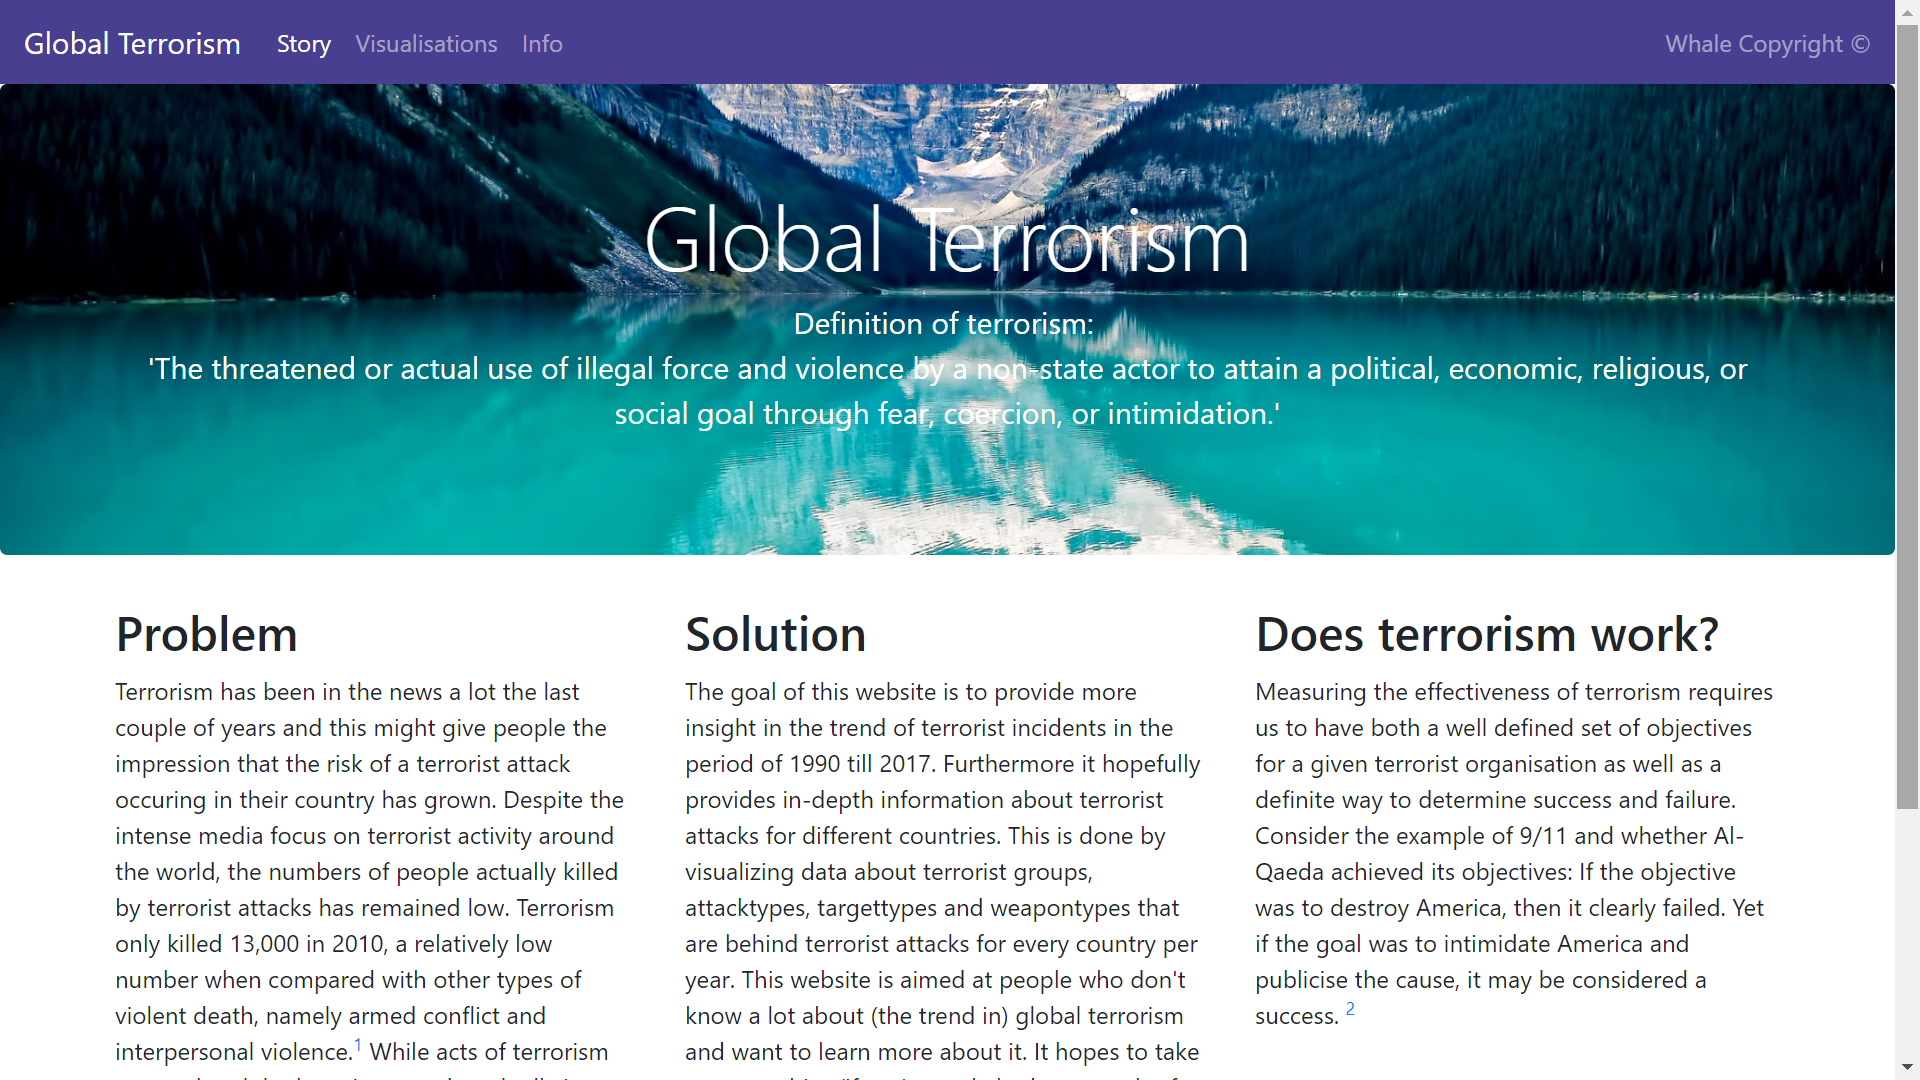 Global Terrorism Story Visualisations Info Whale Copyright ©
Global Terrorism
Definition of terrorism:
'The threatened or actual use of illegal force and violence by a non-state actor to attain a political, economic, religious, or
social goal through fear, coercion, or intimidation.'
Problem
Terrorism has been in the news a lot the last
couple of years and this might give people the
impression that the risk of a terrorist attack
occuring in their country has grown. Despite the
intense media focus on terrorist activity around
the world, the numbers of people actually killed
by terrorist attacks has remained low. Terrorism
only killed 13,000 in 2010, a relatively low
number when compared with other types of
violent death, namely armed conflict and
interpersonal violence.1 While acts of terrorism
Solution
The goal of this website is to provide more
insight in the trend of terrorist incidents in the
period of 1990 till 2017. Furthermore it hopefully
provides in-depth information about terrorist
attacks for different countries. This is done by
visualizing data about terrorist groups,
attacktypes, targettypes and weapontypes that
are behind terrorist attacks for every country per
year. This website is aimed at people who don't
know a lot about (the trend in) global terrorism
and want to learn more about it. It hopes to take
Does terrorism work?
Measuring the effectiveness of terrorism requires
us to have both a well defined set of objectives
for a given terrorist organisation as well as a
definite way to determine success and failure.
Consider the example of 9/11 and whether Al-
Qaeda achieved its objectives: If the objective
was to destroy America, then it clearly failed. Yet
if the goal was to intimidate America and
publicise the cause, it may be considered a
success. 2